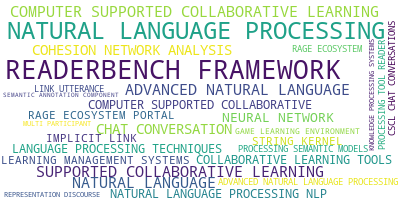 COMPUTER SUPPORTED COLLABORATIVE LEARNING
NATURAL LANGUAGE PROCESSING
COHESION NETWORK ANALYSIS
RAGE ECOSYSTEM
READERBENCH FRAMEWORK
LINK UTTERANCE
ADVANCED NATURAL LANGUAGE
SEMANTIC ANNOTATION COMPONENT
COMPUTER SUPPORTED COLLABORATIVE
RAGE ECOSYSTEM PORTAL
NEURAL NETWORK
MULTI PARTICIPANT
CHAT CONVERSATION
GAME LEARNING ENVIRONMENT
IMPLICIT LINK
STRING KERNEL
LANGUAGE PROCESSING TECHNIQUES
PROCESSING SEMANTIC MODELS
LEARNING MANAGEMENT SYSTEMS
COLLABORATIVE LEARNING TOOLS
SUPPORTED COLLABORATIVE LEARNING
NATURAL LANGUAGE
ADVANCED NATURAL LANGUAGE PROCESSING
REPRESENTATION DISCOURSE
NATURAL LANGUAGE PROCESSING NLP
KNOWLEDGE PROCESSING SYSTEMS
PROCESSING TOOL READER
CSCL CHAT CONVERSATIONS